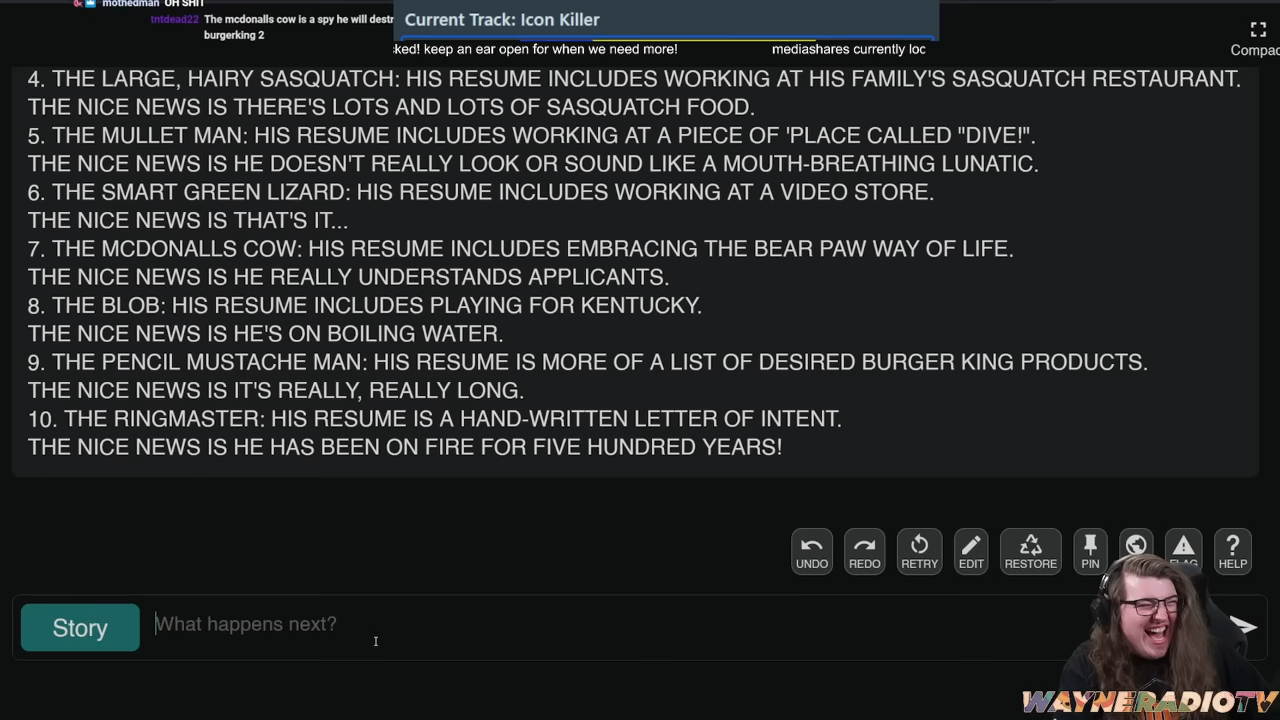 mothedman OH SHIT
tntdead22 The mcdonalls cow is a spy he will destr
burgerking 2
Current Track: Icon Killer
cked! keep an ear open for when we need more! mediashares currently loc
Compac
4. THE LARGE, HAIRY SASQUATCH: HIS RESUME INCLUDES WORKING AT HIS FAMILY'S SASQUATCH RESTAURANT.
THE NICE NEWS IS THERE'S LOTS AND LOTS OF SASQUATCH FOOD.
5. THE MULLET MAN: HIS RESUME INCLUDES WORKING AT A PIECE OF 'PLACE CALLED "DIVE!".
THE NICE NEWS IS HE DOESN'T REALLY LOOK OR SOUND LIKE A MOUTH-BREATHING LUNATIC.
6. THE SMART GREEN LIZARD: HIS RESUME INCLUDES WORKING AT A VIDEO STORE.
THE NICE NEWS IS THAT'S IT...
7. THE MCDONALLS COW: HIS RESUME INCLUDES EMBRACING THE BEAR PAW WAY OF LIFE.
THE NICE NEWS IS HE REALLY UNDERSTANDS APPLICANTS.
8. THE BLOB: HIS RESUME INCLUDES PLAYING FOR KENTUCKY.
THE NICE NEWS IS HE'S ON BOILING WATER.
9. THE PENCIL MUSTACHE MAN: HIS RESUME IS MORE OF A LIST OF DESIRED BURGER KING PRODUCTS.
THE NICE NEWS IS IT'S REALLY, REALLY LONG.
10. THE RINGMASTER: HIS RESUME IS A HAND-WRITTEN LETTER OF INTENT.
THE NICE NEWS IS HE HAS BEEN ON FIRE FOR FIVE HUNDRED YEARS!
UNDO REDO RETRY EDIT RESTORE PIN FLAG HELP
Story What happens next?
WAYNERADIOTV